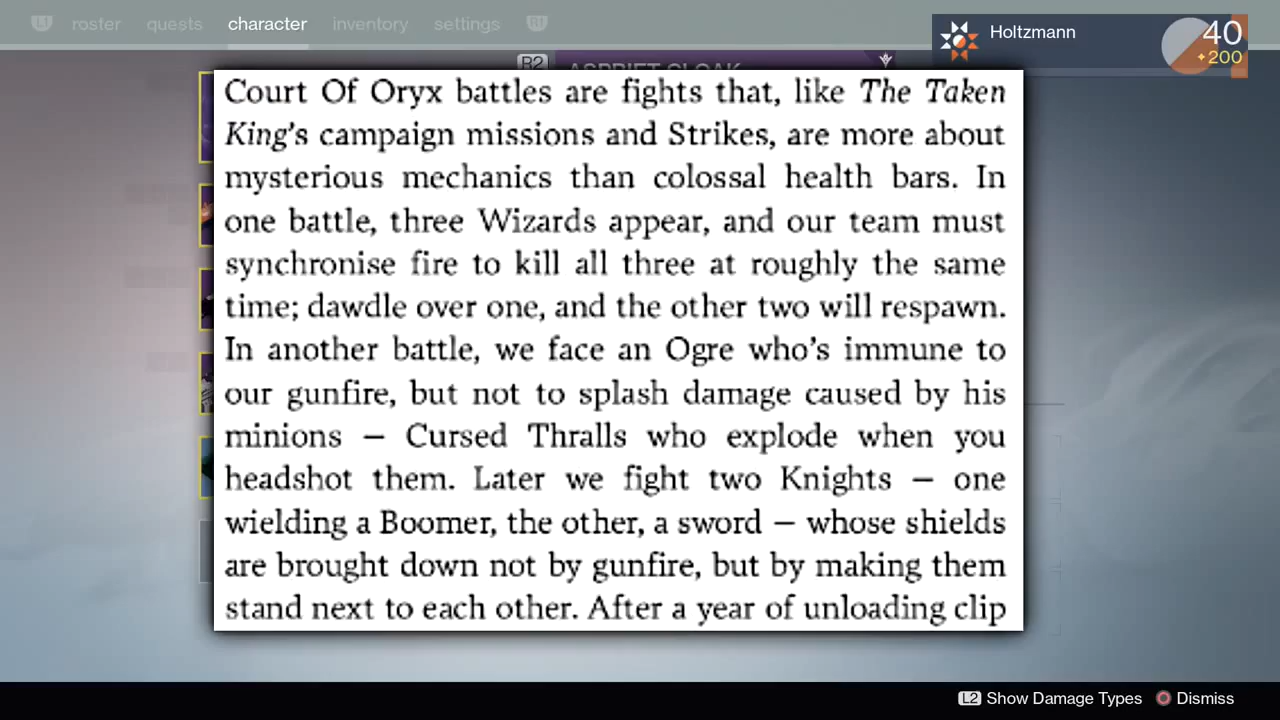 L1 roster quests character inventory settings R1
Holtzmann
40
+200
R2
Court Of Oryx battles are fights that, like The Taken
King's campaign missions and Strikes, are more about
mysterious mechanics than colossal health bars. In
one battle, three Wizards appear, and our team must
synchronise fire to kill all three at roughly the same
time; dawdle over one, and the other two will respawn.
In another battle, we face an Ogre who's immune to
our gunfire, but not to splash damage caused by his
minions – Cursed Thralls who explode when you
headshot them. Later we fight two Knights – one
wielding a Boomer, the other, a sword – whose shields
are brought down not by gunfire, but by making them
stand next to each other. After a year of unloading clip
L2 Show Damage Types Dismiss